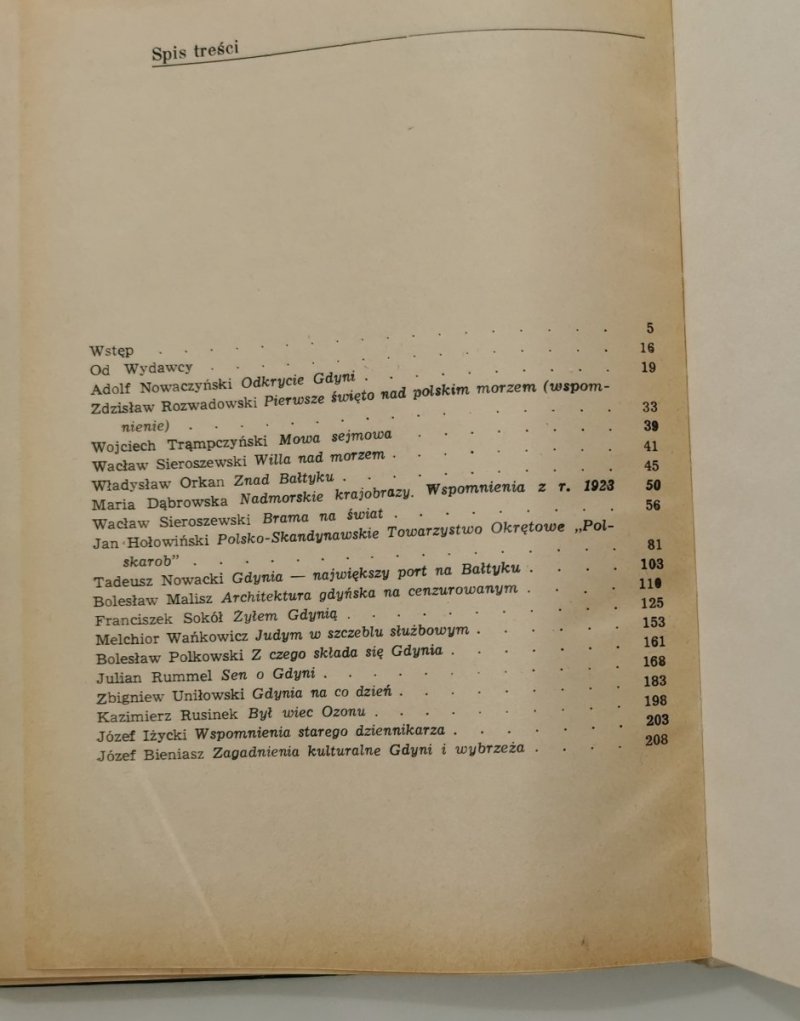 Spis treści
Wstęp . . . . . . . . . . . . 5
Od Wydawcy . . . . . . . . . . . 16
Adolf Nowaczyński Odkrycie Gdyni . . . . . . . 19
Zdzisław Rozwadowski Pierwsze święto nad polskim morzem (wspom-
nienie) . . . . . . . . . . . . 33
Wojciech Trąmpczyński Mowa sejmowa . . . . . . 39
Wacław Sieroszewski Willa nad morzem . . . . . . 41
Władysław Orkan Znad Bałtyku . . . . . . . . 45
Maria Dąbrowska Nadmorskie krajobrazy. Wspomnienia z r. 1923 50
Wacław Sieroszewski Brama na świat . . . . . . . 56
Jan Hołowiński Polsko-Skandynawskie Towarzystwo Okrętowe „Pol-
skarob” . . . . . . . . . . . . 81
Tadeusz Nowacki Gdynia — największy port na Bałtyku . . . . 103
Bolesław Malisz Architektura gdyńska na cenzurowanym . . . . 110
Franciszek Sokół Zyłem Gdynią . . . . . . . . 125
Melchior Wańkowicz Judym w szczeblu służbowym . . . . . 153
Bolesław Polkowski Z czego składa się Gdynia . . . . . . 161
Julian Rummel Sen o Gdyni . . . . . . . . . 168
Zbigniew Uniłowski Gdynia na co dzień . . . . . . . 183
Kazimierz Rusinek Był wiec Ozonu . . . . . . . . 198
Józef Iżycki Wspomnienia starego dziennikarza . . . . . . 203
Józef Bieniasz Zagadnienia kulturalne Gdyni i wybrzeża . . . . 208